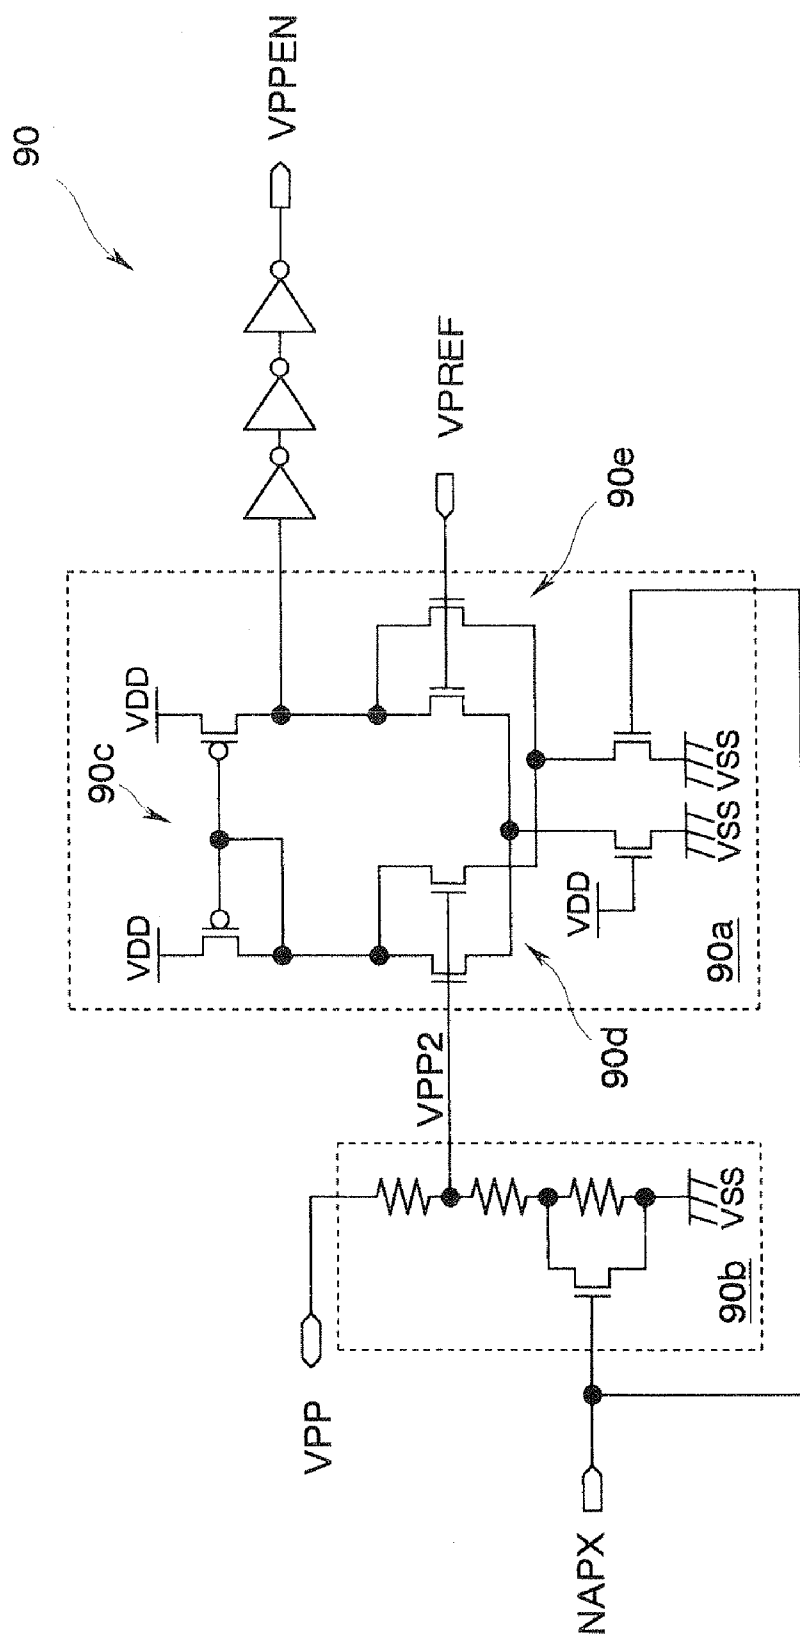 90
VPPEN
VPREF
90e
VDD
90c
VDD
VDD
VSS
VSS
90a
90d
VPP2
VPP
VSS
90b
NAPX